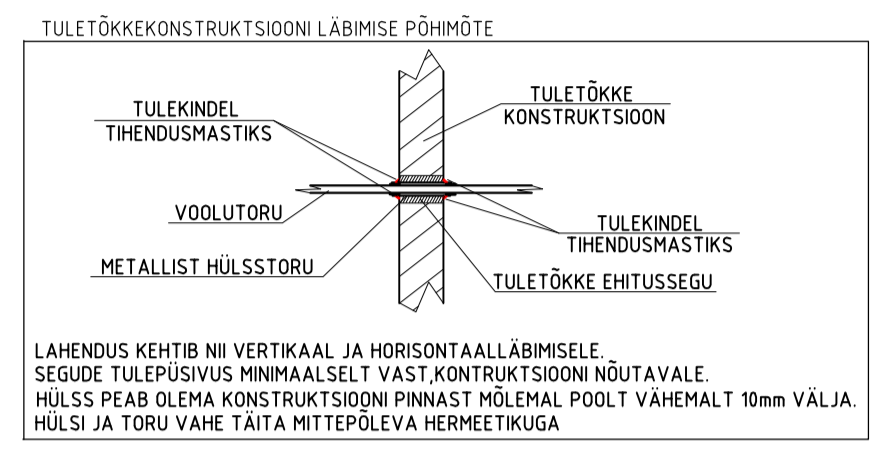 TULETÕKKEKONSTRUKTSIOONI LÄBIMISE PÕHIMÕTE
TULEKINDEL
TIHENDUSMASTIKS
TULETÕKKE
KONSTRUKTSIOON
VOOLUTORU
METALLIST HÜLSSTORU
TULEKINDEL
TIHENDUSMASTIKS
TULETÕKKE EHITUSSEGU
LAHENDUS KEHTIB NII VERTIKAAL JA HORISONTAALLÄBIMISELE.
SEGUDE TULEPÜSIVUS MINIMAALSELT VAST,KONTRUKTSIOONI NÕUTAVALE.
HÜLSS PEAB OLEMA KONSTRUKTSIOONI PINNAST MÕLEMAL POOLT VÄHEMALT 10mm VÄLJA.
HÜLSI JA TORU VAHE TÄITA MITTEPÕLEVA HERMEETIKUGA